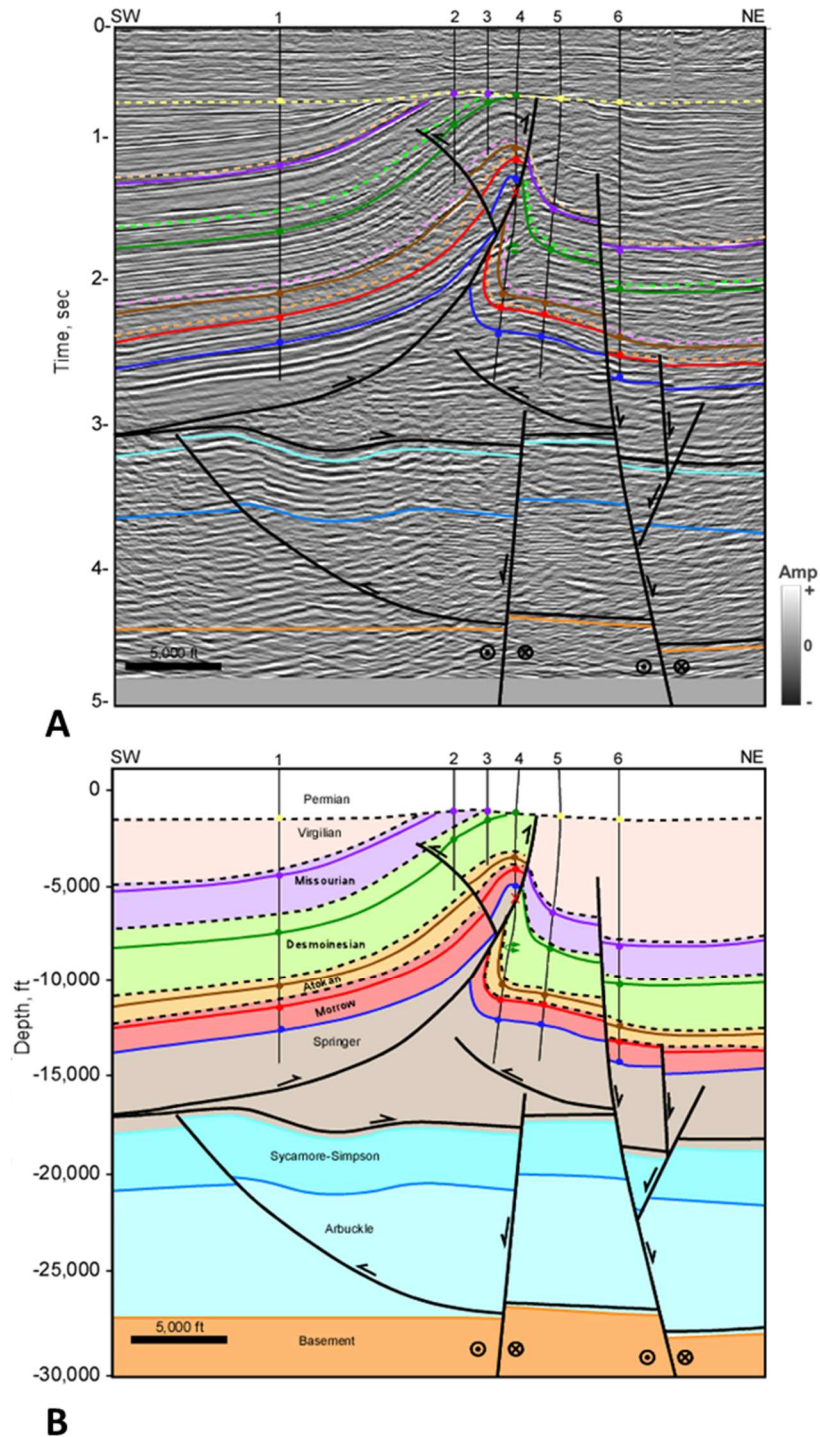 SW 1 2 3 4 5 6 NE
0-
1-
2-
Time, sec
3-
4-
Amp
+
0
-
5,000 ft
5-
A
SW 1 2 3 4 5 6 NE
0
Permian
Virgilian
-5,000
Missourian
Desmoinesian
-10,000
Atokan
Morrow
Depth, ft
Springer
-15,000
Sycamore-Simpson
-20,000
Arbuckle
-25,000
5,000 ft
Basement
-30,000
B